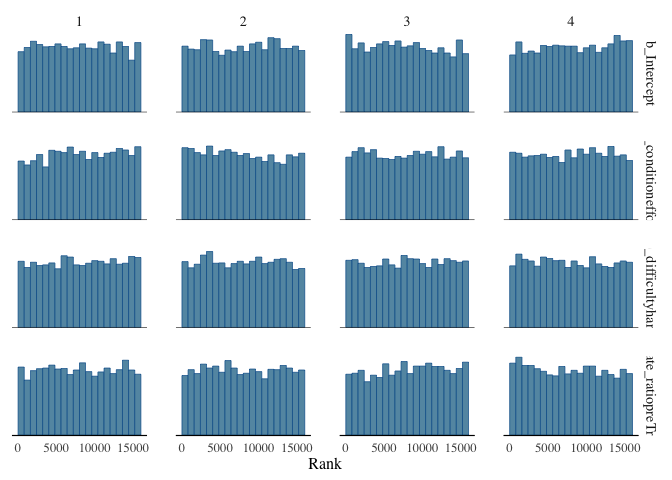 1 2 3 4
b_Intercept
_conditioneffc
_difficultyhar
ate_ratiopreTr
0 5000 10000 15000 0 5000 10000 15000 0 5000 10000 15000 0 5000 10000 15000
Rank